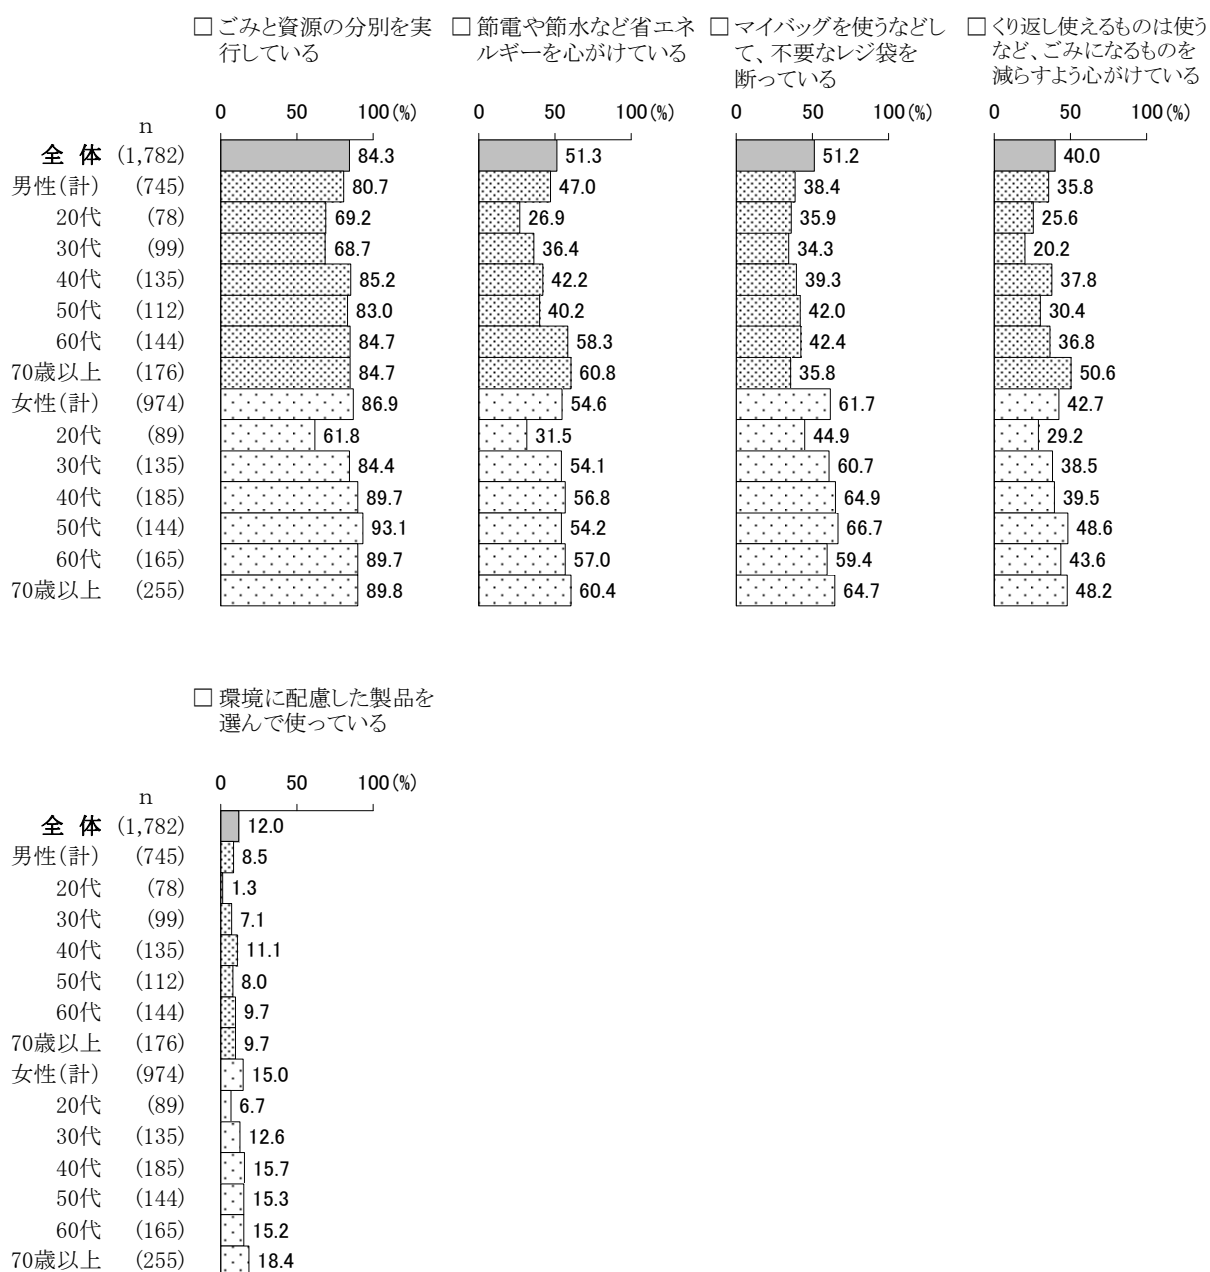 □ ごみと資源の分別を実
行している
□ 節電や節水など省エネ
ルギーを心がけている
□ マイバッグを使うなどし
て、不要なレジ袋を
断っている
□ くり返し使えるものは使う
など、ごみになるものを
減らすよう心がけている
0 50 100(%) 0 50 100(%) 0 50 100(%) 0 50 100(%)
n
全 体 (1,782) 84.3 51.3 51.2 40.0
男性(計) (745) 80.7 47.0 38.4 35.8
20代 (78) 69.2 26.9 35.9 25.6
30代 (99) 68.7 36.4 34.3 20.2
40代 (135) 85.2 42.2 39.3 37.8
50代 (112) 83.0 40.2 42.0 30.4
60代 (144) 84.7 58.3 42.4 36.8
70歳以上 (176) 84.7 60.8 35.8 50.6
女性(計) (974) 86.9 54.6 61.7 42.7
20代 (89) 61.8 31.5 44.9 29.2
30代 (135) 84.4 54.1 60.7 38.5
40代 (185) 89.7 56.8 64.9 39.5
50代 (144) 93.1 54.2 66.7 48.6
60代 (165) 89.7 57.0 59.4 43.6
70歳以上 (255) 89.8 60.4 64.7 48.2
□ 環境に配慮した製品を
選んで使っている
0 50 100(%)
n
全 体 (1,782) 12.0
男性(計) (745) 8.5
20代 (78) 1.3
30代 (99) 7.1
40代 (135) 11.1
50代 (112) 8.0
60代 (144) 9.7
70歳以上 (176) 9.7
女性(計) (974) 15.0
20代 (89) 6.7
30代 (135) 12.6
40代 (185) 15.7
50代 (144) 15.3
60代 (165) 15.2
70歳以上 (255) 18.4